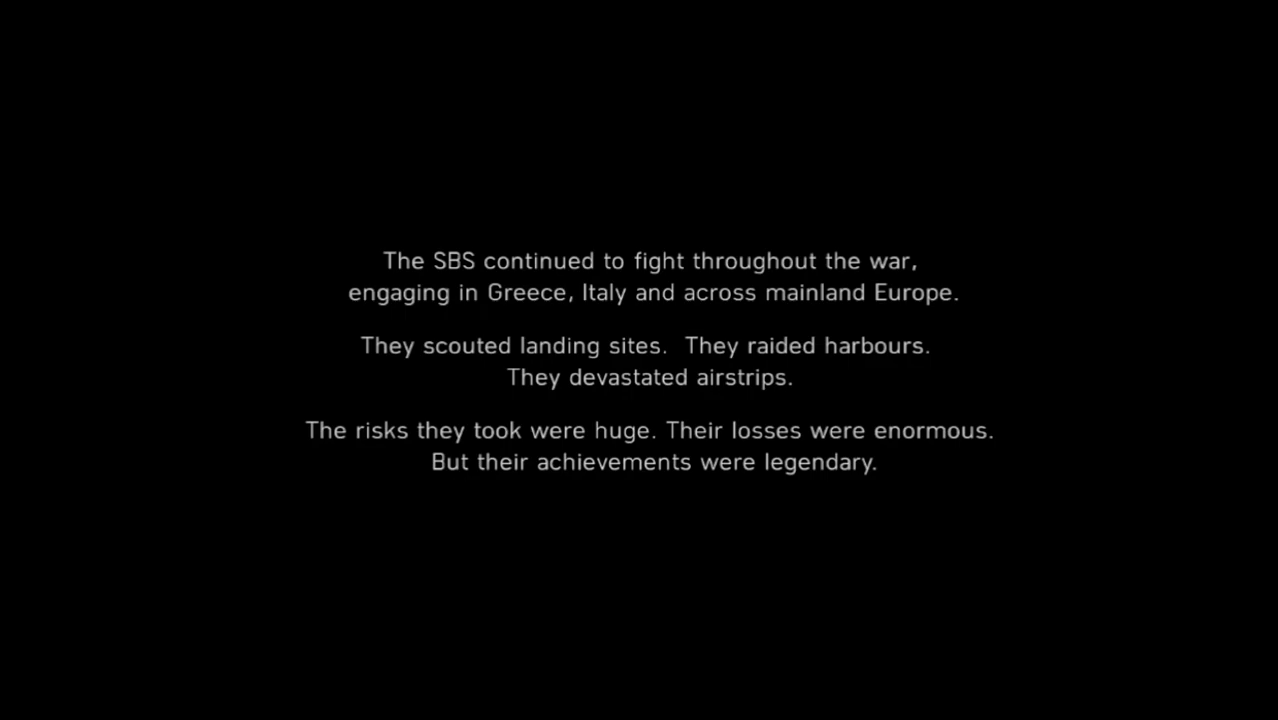 The SBS continued to fight throughout the war,
engaging in Greece, Italy and across mainland Europe.
They scouted landing sites.  They raided harbours.
They devastated airstrips.
The risks they took were huge. Their losses were enormous.
But their achievements were legendary.